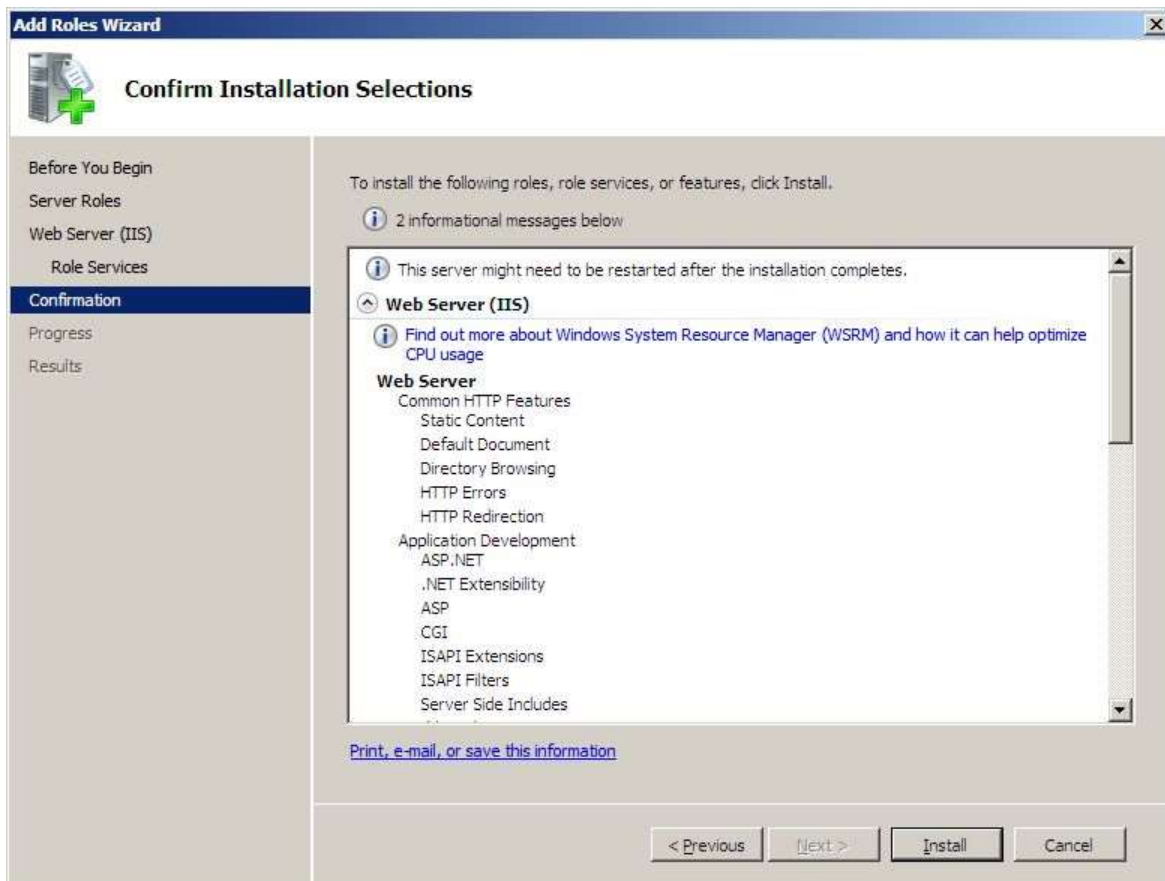 Add Roles Wizard
Confirm Installation Selections
Before You Begin
Server Roles
Web Server (IIS)
Role Services
Confirmation
Progress
Results
To install the following roles, role services, or features, click Install.
2 informational messages below
This server might need to be restarted after the installation completes.
Web Server (IIS)
Find out more about Windows System Resource Manager (WSRM) and how it can help optimize
CPU usage
Web Server
Common HTTP Features
Static Content
Default Document
Directory Browsing
HTTP Errors
HTTP Redirection
Application Development
ASP.NET
.NET Extensibility
ASP
CGI
ISAPI Extensions
ISAPI Filters
Server Side Includes
Print, e-mail, or save this information
< Previous
Next >
Install
Cancel